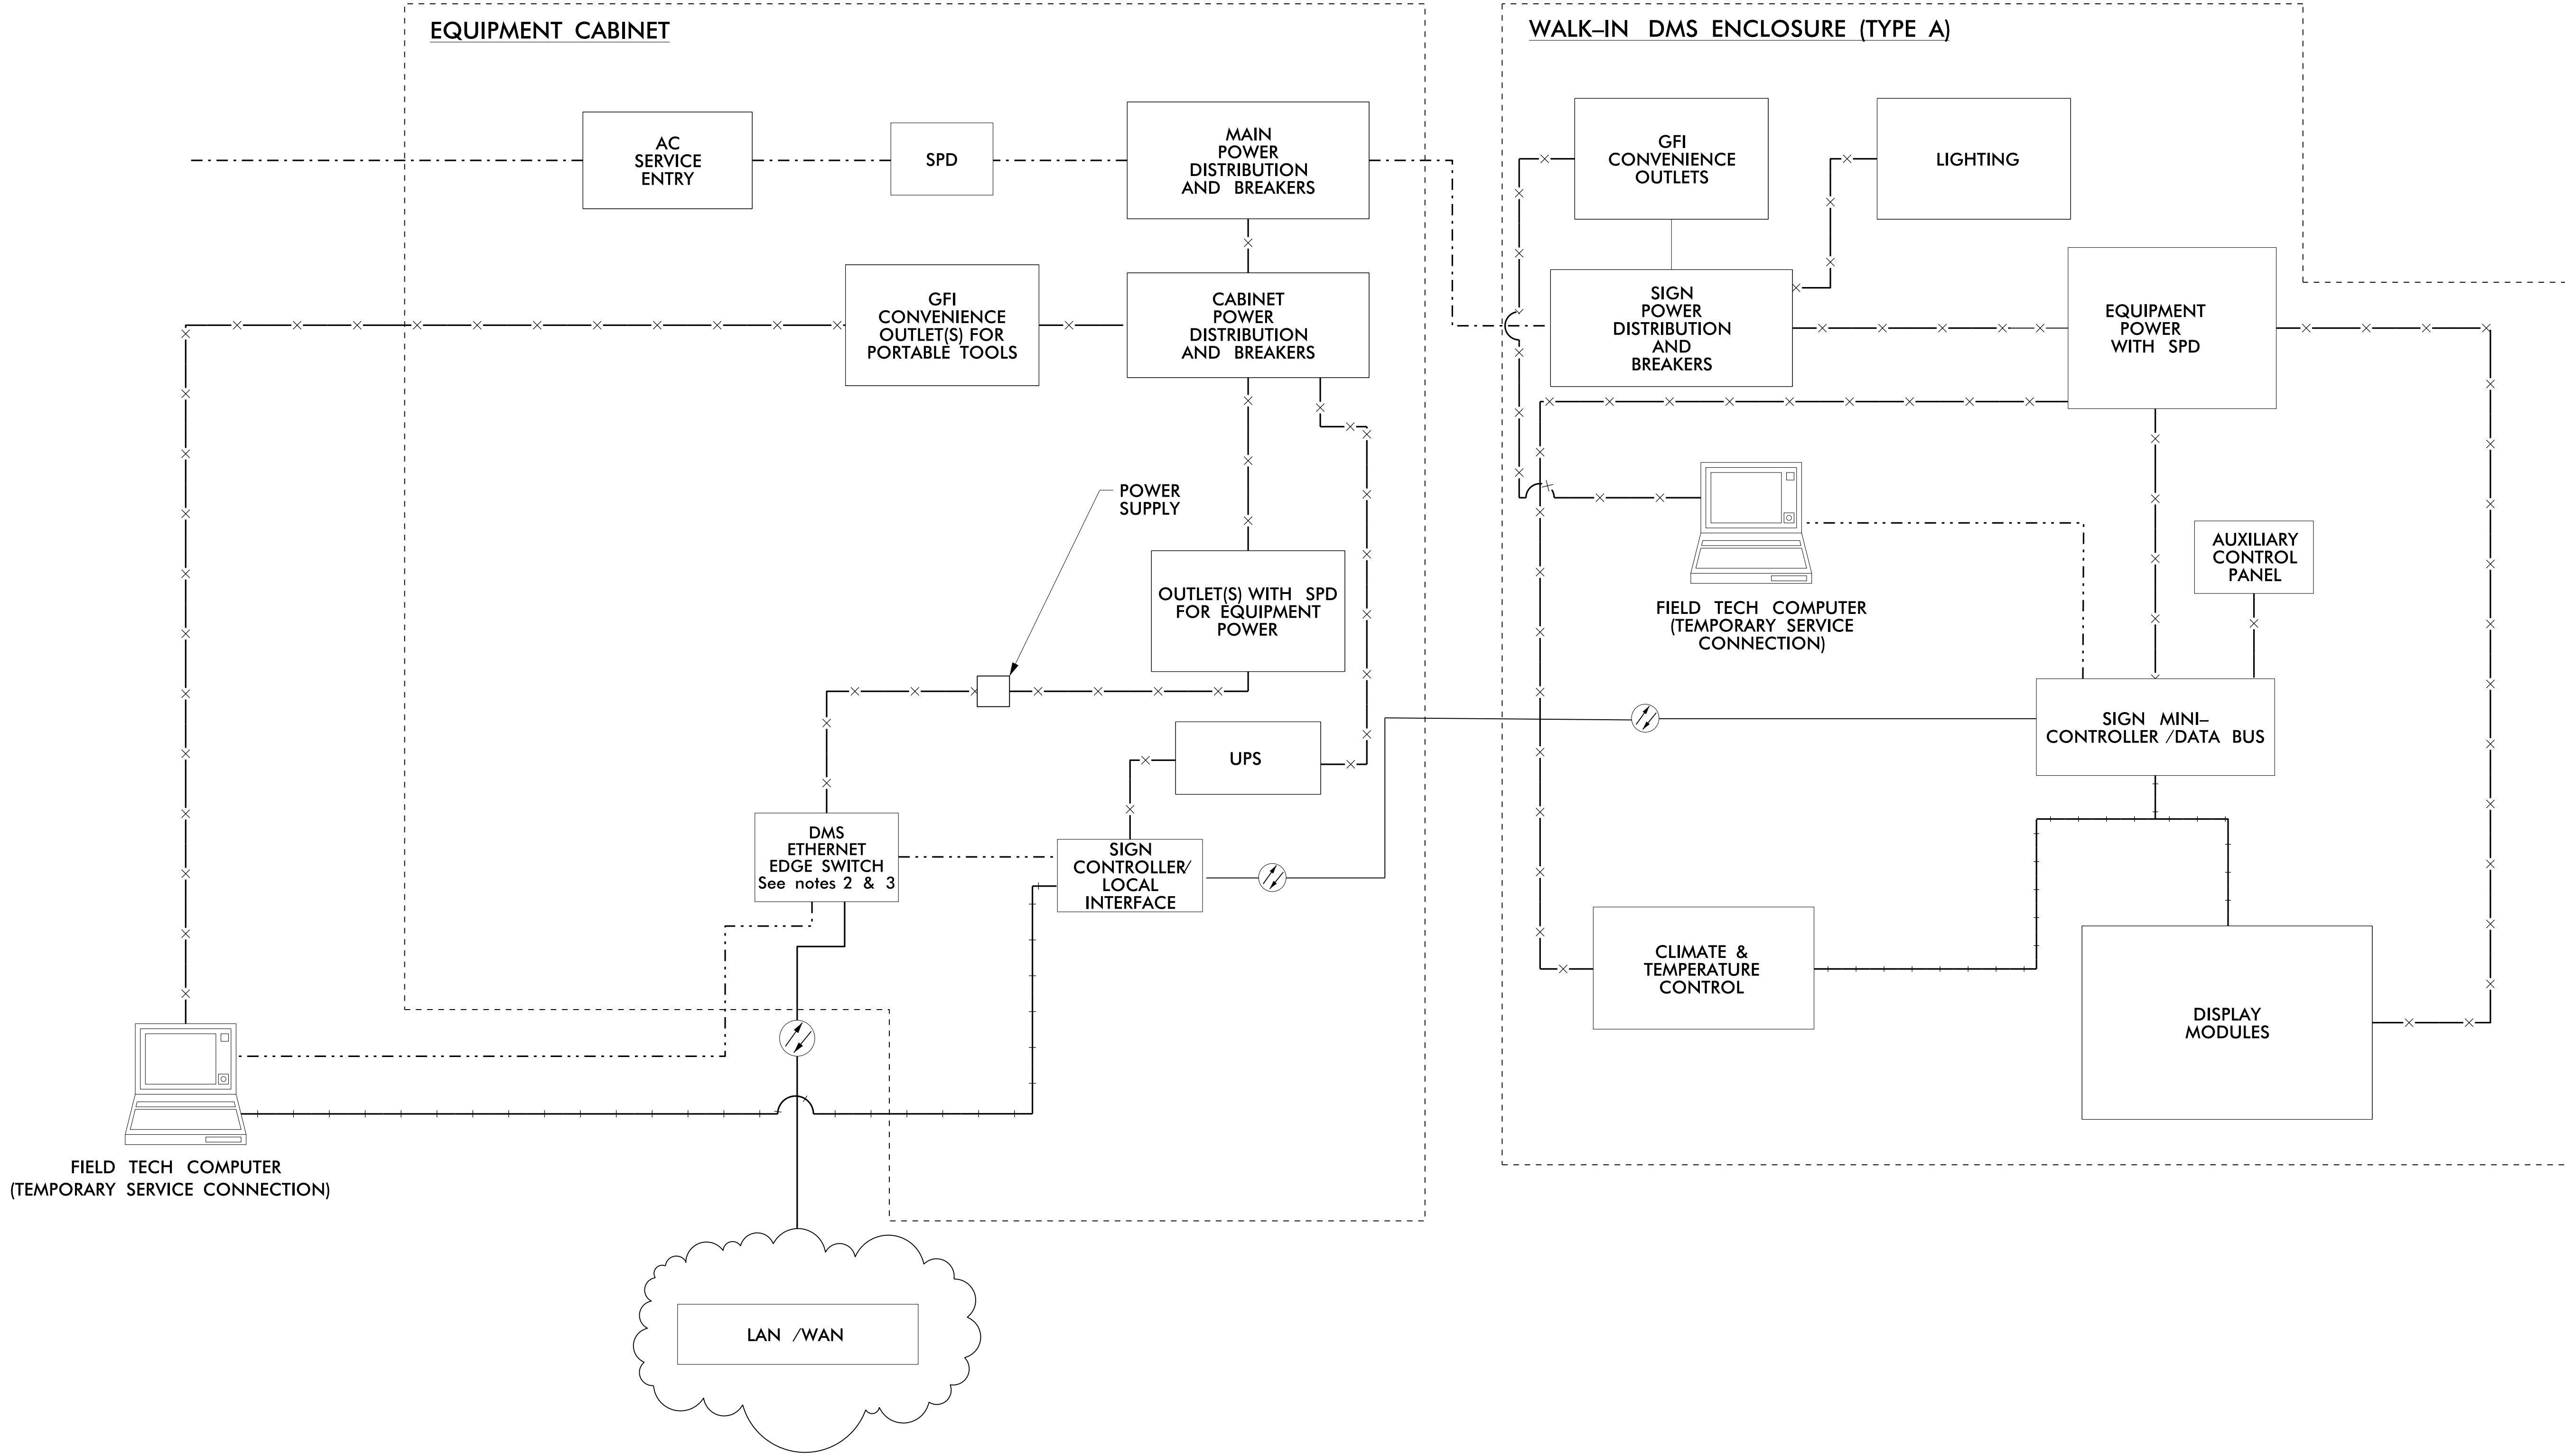 EQUIPMENT CABINET
AC
SERVICE
ENTRY
SPD
MAIN
POWER
DISTRIBUTION
AND BREAKERS
GFI
CONVENIENCE
OUTLET(S) FOR
PORTABLE TOOLS
CABINET
POWER
DISTRIBUTION
AND BREAKERS
POWER
SUPPLY
OUTLET(S) WITH SPD
FOR EQUIPMENT
POWER
UPS
DMS
ETHERNET
EDGE SWITCH
See notes 2 & 3
SIGN
CONTROLLER/
LOCAL
INTERFACE
FIELD TECH COMPUTER
(TEMPORARY SERVICE CONNECTION)
LAN /WAN
WALK–IN DMS ENCLOSURE (TYPE A)
GFI
CONVENIENCE
OUTLETS
LIGHTING
SIGN
POWER
DISTRIBUTION
AND
BREAKERS
EQUIPMENT
POWER
WITH SPD
FIELD TECH COMPUTER
(TEMPORARY SERVICE
CONNECTION)
AUXILIARY
CONTROL
PANEL
SIGN MINI–
CONTROLLER /DATA BUS
CLIMATE &
TEMPERATURE
CONTROL
DISPLAY
MODULES